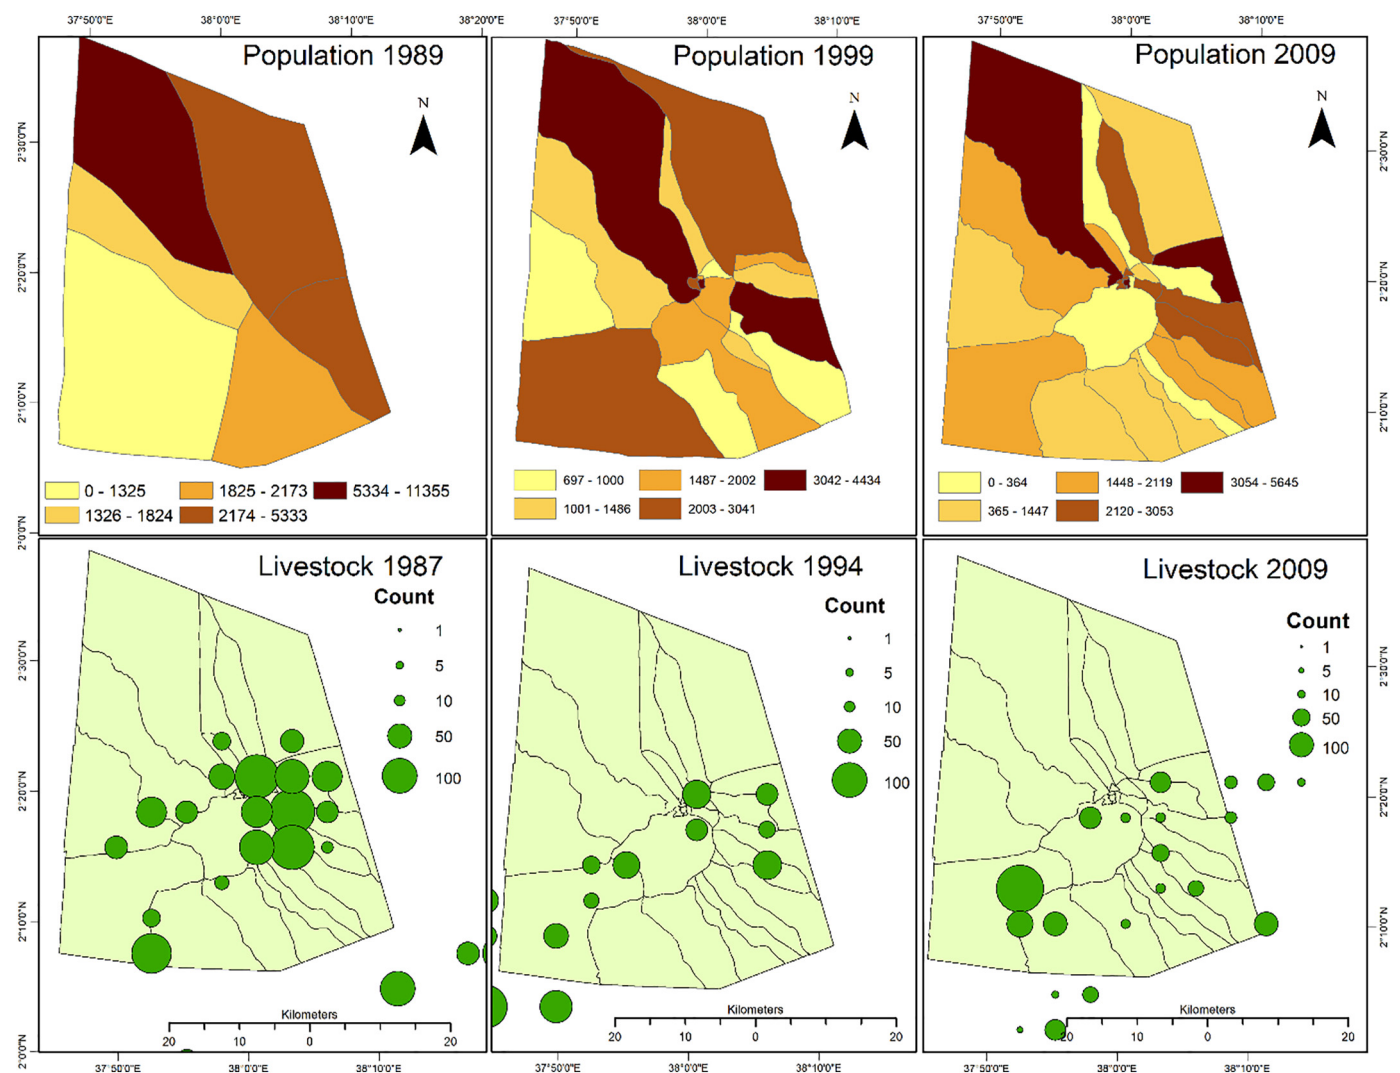 37°50'0"E 38°0'0"E 38°10'0"E 38°20'0"E 37°50'0"E 38°0'0"E 38°10'0"E 37°50'0"E 38°0'0"E 38°10'0"E
Population 1989
N
0 - 1325
1825 - 2173
5334 - 11355
1326 - 1824
2174 - 5333
Population 1999
N
697 - 1000
1487 - 2002
3042 - 4434
1001 - 1486
2003 - 3041
Population 2009
N
0 - 364
1448 - 2119
3054 - 5645
365 - 1447
2120 - 3053
2°30'0"N
2°20'0"N
2°10'0"N
2°0'0"N
2°30'0"N
2°20'0"N
2°10'0"N
Livestock 1987
Count
1
5
10
50
100
Kilometers
20 10 0 20
Livestock 1994
Count
1
5
10
50
100
Kilometers
20 10 0 20
Livestock 2009
Count
1
5
10
50
100
Kilometers
20 10 0 20
2°30'0"N
2°20'0"N
2°10'0"N
2°0'0"N
2°30'0"N
2°20'0"N
2°10'0"N
37°50'0"E 38°0'0"E 38°10'0"E 37°50'0"E 38°0'0"E 38°10'0"E 37°50'0"E 38°0'0"E 38°10'0"E